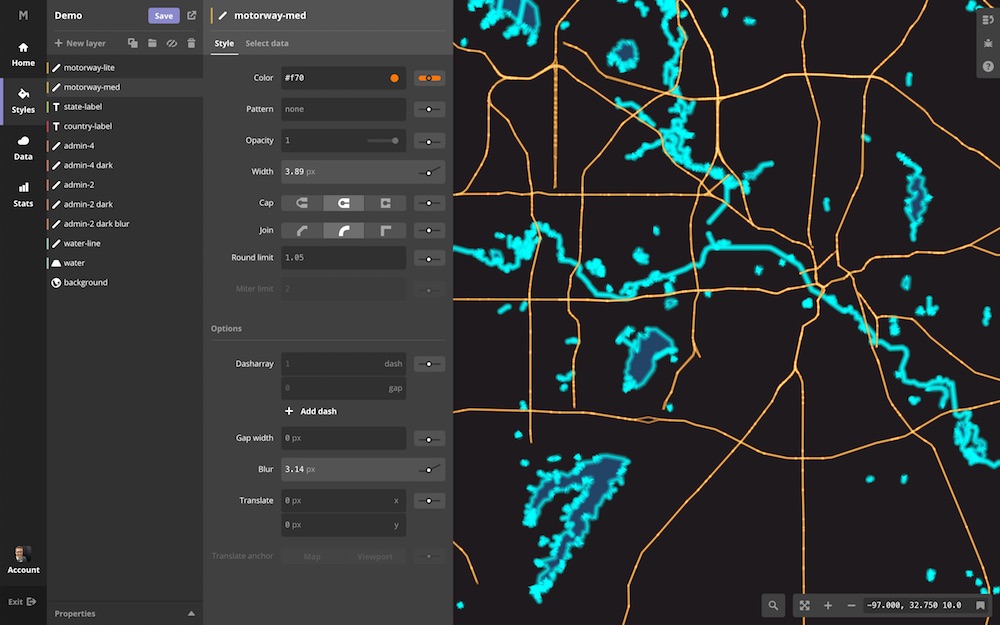 M
Home
Styles
Data
Stats
Account
Exit
Demo
Save
New layer
motorway-lite
motorway-med
T state-label
T country-label
admin-4
admin-4 dark
admin-2
admin-2 dark
admin-2 dark blur
water-line
water
background
Properties
motorway-med
Style Select data
Color #f70
Pattern none
Opacity 1
Width 3.89 px
Cap
Join
Round limit 1.05
Miter limit 2
Options
Dasharray 1 dash
0 gap
+ Add dash
Gap width 0 px
Blur 3.14 px
Translate 0 px x
0 px y
Translate anchor Map Viewport
?
+ − -97.000, 32.750 10.0